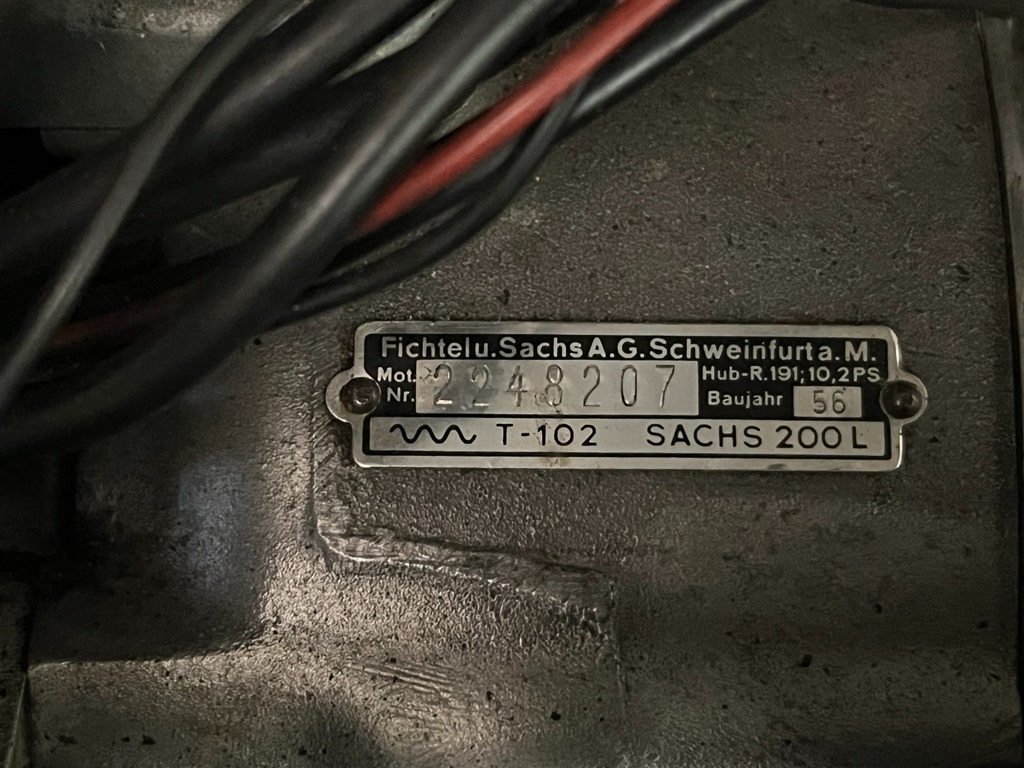 Fichtel u. Sachs A.G. Schweinfurt a. M.
Mot. Nr. 2248207 Hub-R. 191; 10,2 PS
Baujahr 56
T-102 SACHS 200 L